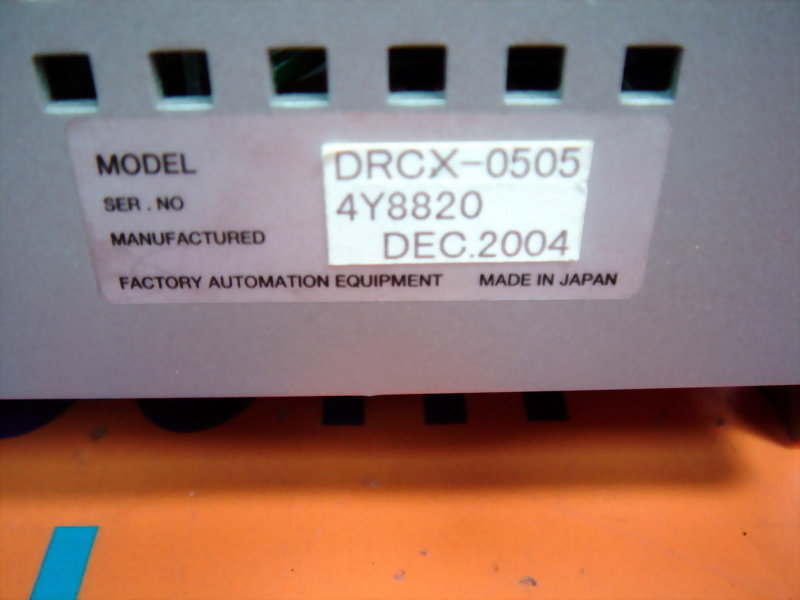 MODEL DRCX-0505
SER. NO 4Y8820
MANUFACTURED DEC.2004
FACTORY AUTOMATION EQUIPMENT MADE IN JAPAN